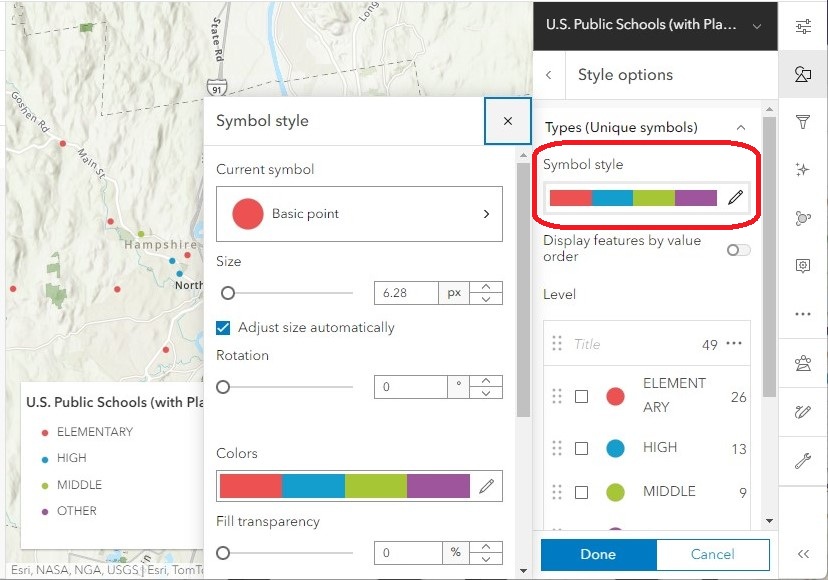 U.S. Public Schools (with Pla...
Style options
Types (Unique symbols)
Symbol style
Display features by value
order
Level
Title
49
ELEMENT
ARY
26
HIGH
13
MIDDLE
9
Done
Cancel
Symbol style
Current symbol
Basic point
Size
6.28
px
Adjust size automatically
Rotation
0
°
Colors
Fill transparency
0
%
State
Rd
Long
91
Goshen Rd
Main St
Hampshire
North
U.S. Public Schools (with Pla
ELEMENTARY
HIGH
MIDDLE
OTHER
Esri, NASA, NGA, USGS | Esri, TomT